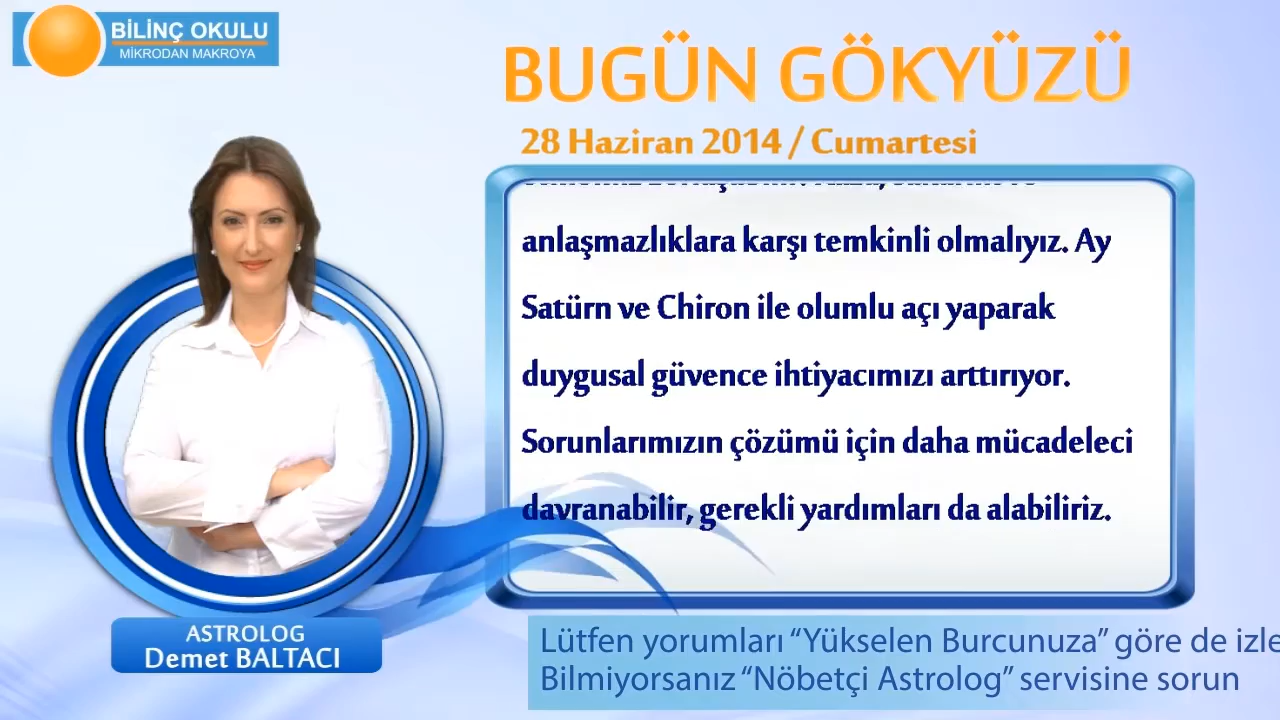 BİLİNÇ OKULU
MİKRODAN MAKROYA
BUGÜN GÖKYÜZÜ
28 Haziran 2014 / Cumartesi
anlaşmazlıklara karşı temkinli olmalıyız. Ay
Satürn ve Chiron ile olumlu açı yaparak
duygusal güvence ihtiyacımızı arttırıyor.
Sorunlarımızın çözümü için daha mücadeleci
davranabilir, gerekli yardımları da alabiliriz.
ASTROLOG
Demet BALTACI
Lütfen yorumları “Yükselen Burcunuza” göre de izle
Bilmiyorsanız “Nöbetçi Astrolog” servisine sorun